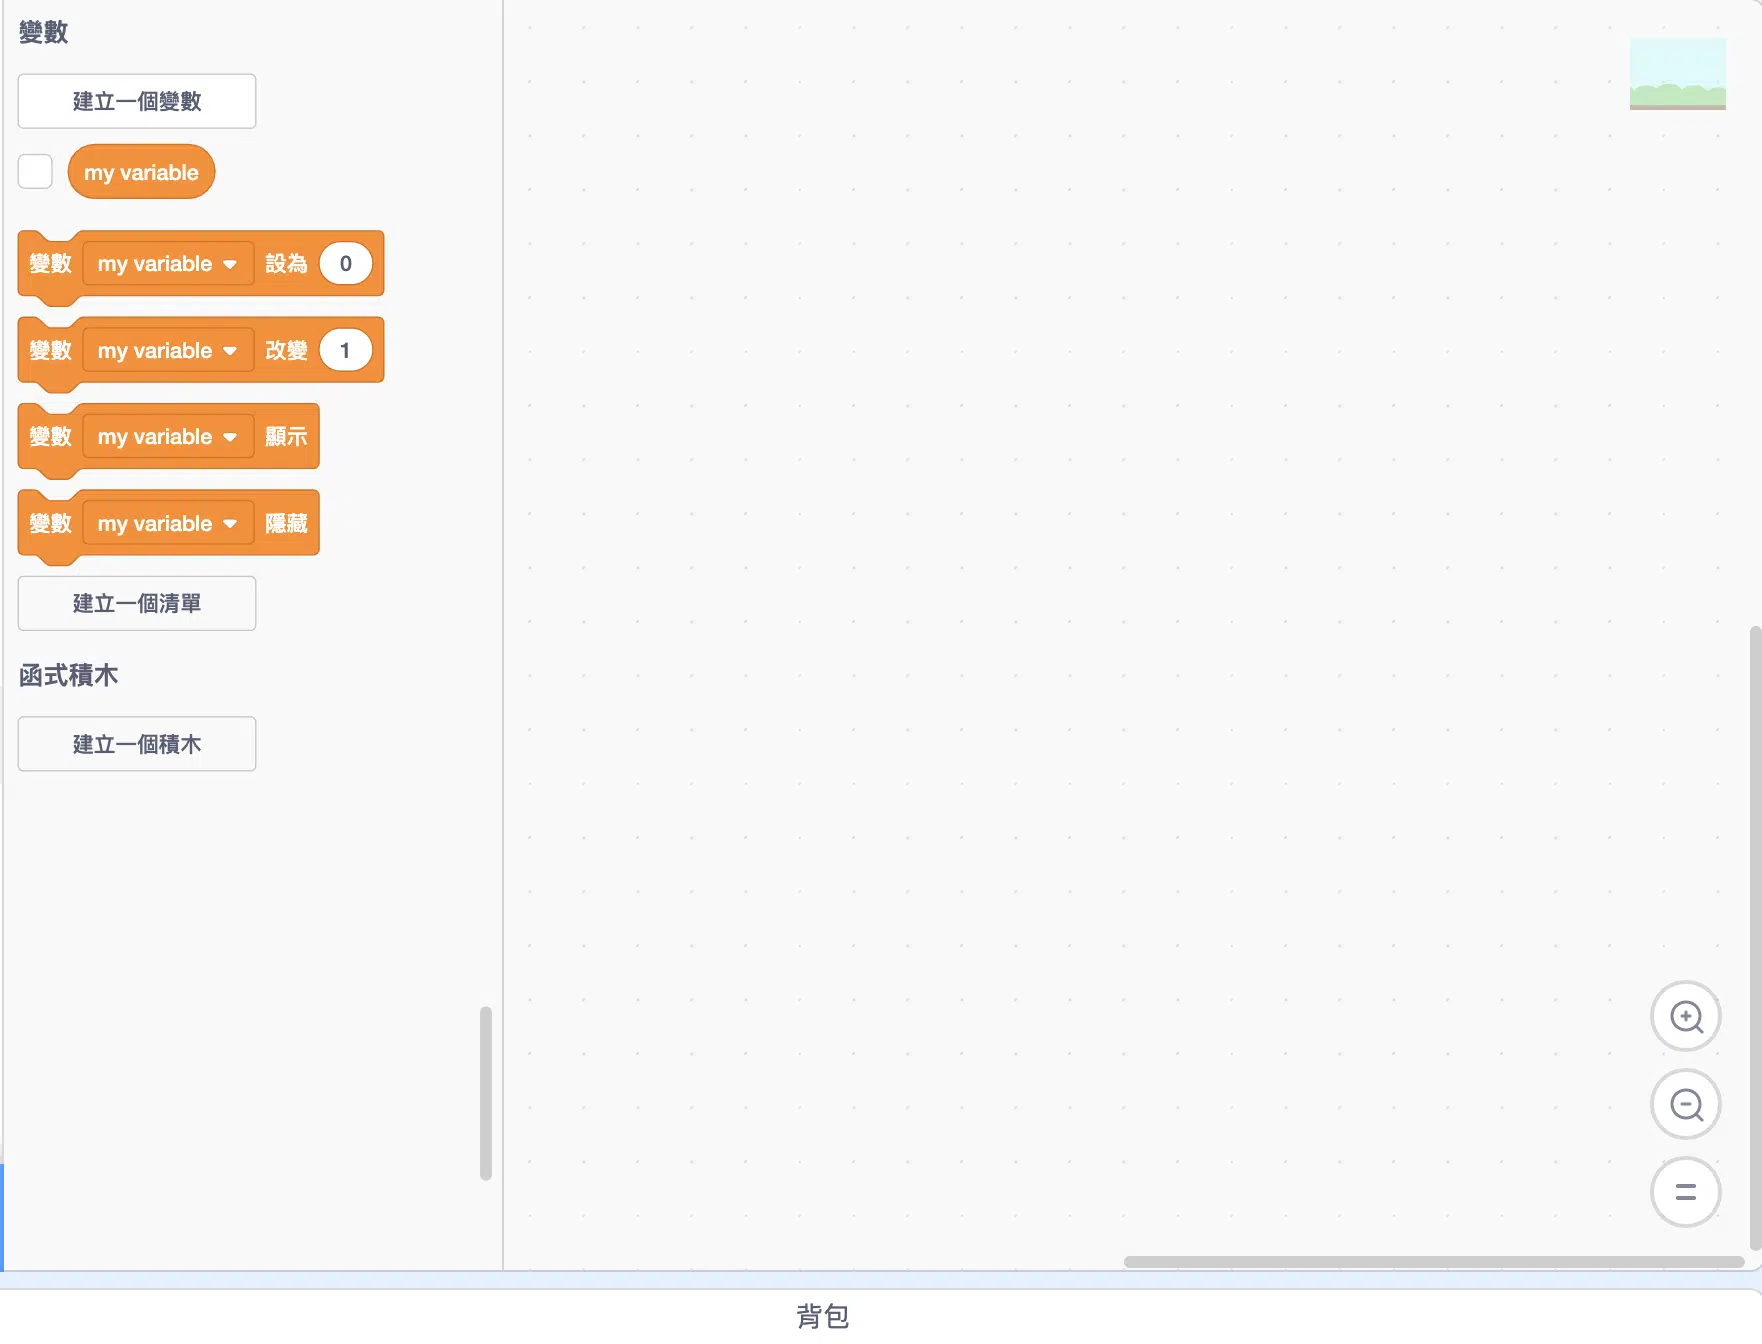 變數
建立一個變數
my variable
變數 my variable 設為 0
變數 my variable 改變 1
變數 my variable 顯示
變數 my variable 隱藏
建立一個清單
函式積木
建立一個積木
背包